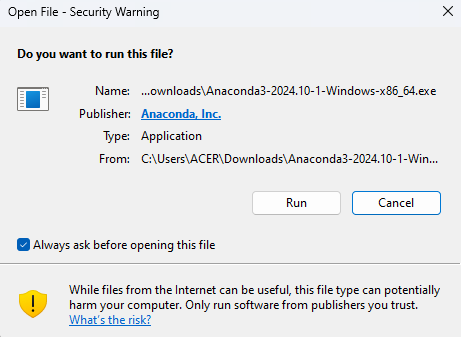 Open File - Security Warning
Do you want to run this file?
Name: ...ownloads\Anaconda3-2024.10-1-Windows-x86_64.exe
Publisher: Anaconda, Inc.
Type: Application
From: C:\Users\ACER\Downloads\Anaconda3-2024.10-1-Win...
Run Cancel
Always ask before opening this file
While files from the Internet can be useful, this file type can potentially
harm your computer. Only run software from publishers you trust.
What's the risk?